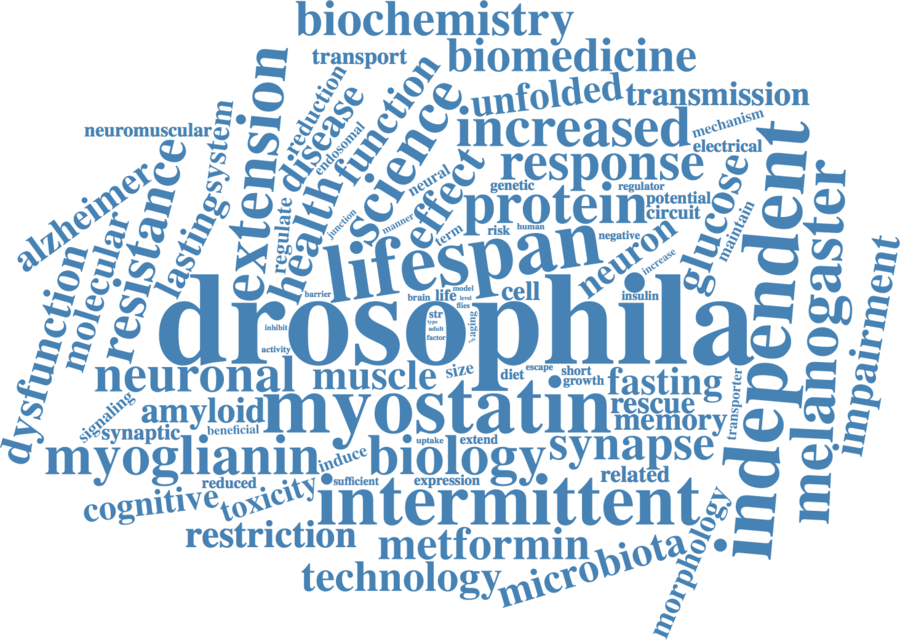 biochemistry
transport
biomedicine
unfolded
transmission
increased
mechanism
electrical
response
neuromuscular
system
reduction
disease
endosomal
function
science
extension
health
regulate
junction
manner
neural
effect
term
genetic
regulator
protein
potential
circuit
risk
human
negative
neuron
increase
glucose
maintain
independent
melanogaster
impairment
alzheimer
molecular
resistance
lasting
dysfunction
lifespan
barrier
brain
life
model
level
flies
cell
insulin
drosophila
str
type
adult
factor
aging
inhibit
activity
neuronal
muscle
size
diet
escape
short
growth
fasting
transporter
signaling
amyloid
synaptic
beneficial
myostatin
rescue
memory
myoglianin
induce
biology
uptake
extend
synapse
reduced
sufficient
expression
related
cognitive
toxicity
intermittent
restriction
metformin
technology
microbiota
morphology